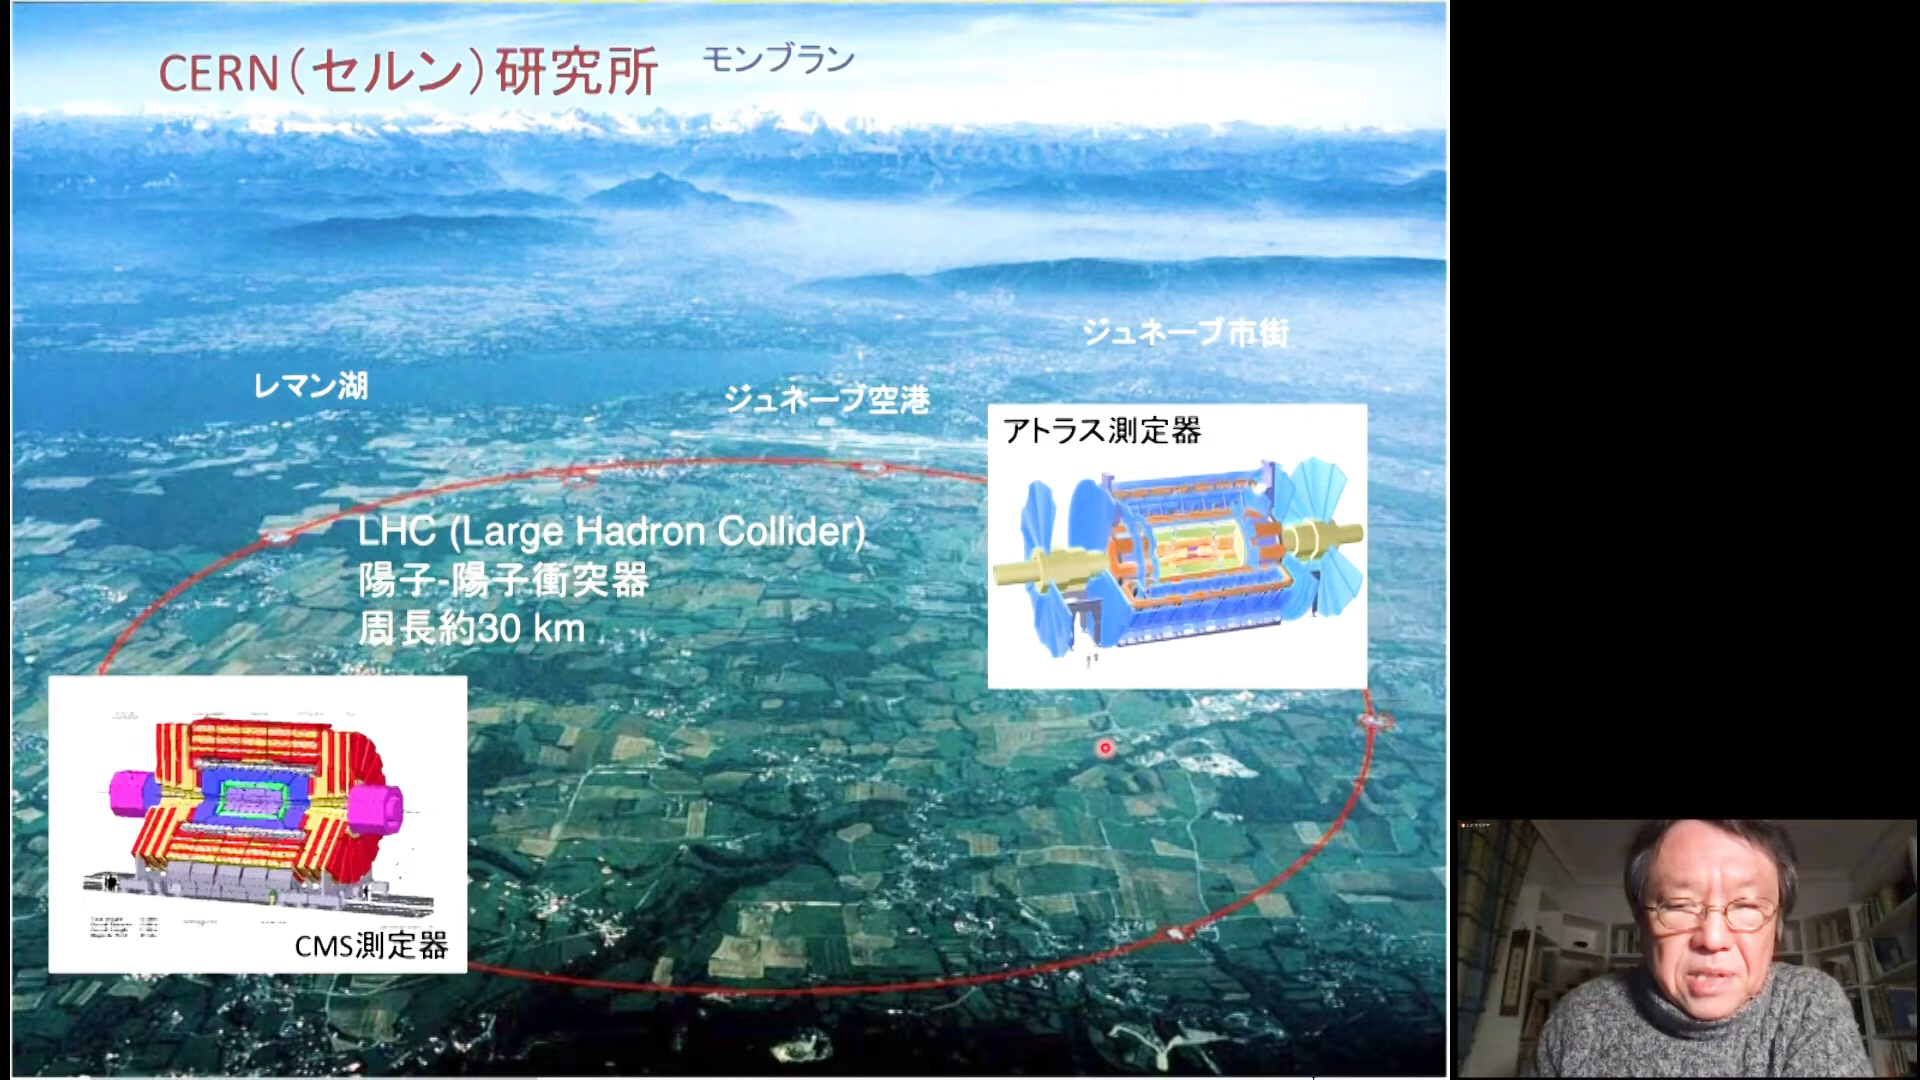 CERN（セルン）研究所
モンブラン
ジュネーブ市街
レマン湖
ジュネーブ空港
アトラス測定器
LHC (Large Hadron Collider)
陽子-陽子衝突器
周長約30 km
CMS測定器